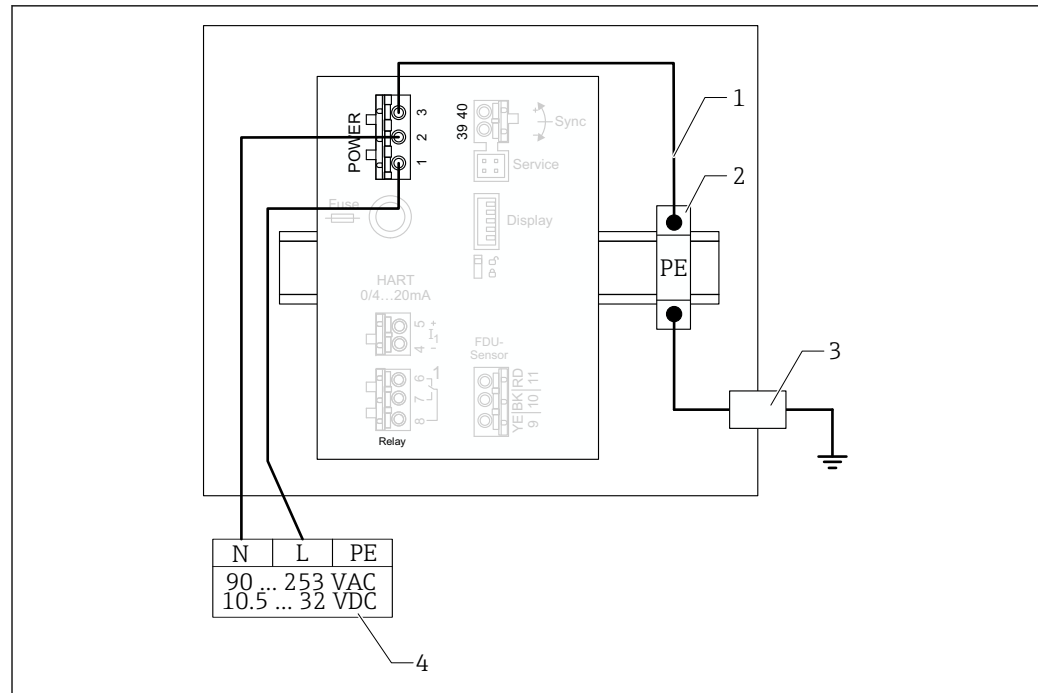 POWER
3
2
1
39 40
Sync
Service
Fuse
Display
HART
0/4...20mA
5 +
I1
4 -
1
6
7
8
Relay
FDU-
Sensor
YE|BK|RD
9 |10| 11
PE
1
2
3
N L PE
90 ... 253 VAC
10.5 ... 32 VDC
4